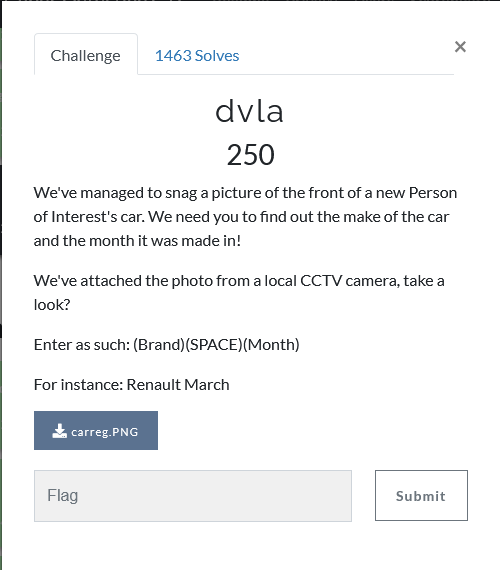 Challenge
1463 Solves
×
dvla
250
We've managed to snag a picture of the front of a new Person
of Interest's car. We need you to find out the make of the car
and the month it was made in!
We've attached the photo from a local CCTV camera, take a
look?
Enter as such: (Brand)(SPACE)(Month)
For instance: Renault March
carreg.PNG
Flag
Submit